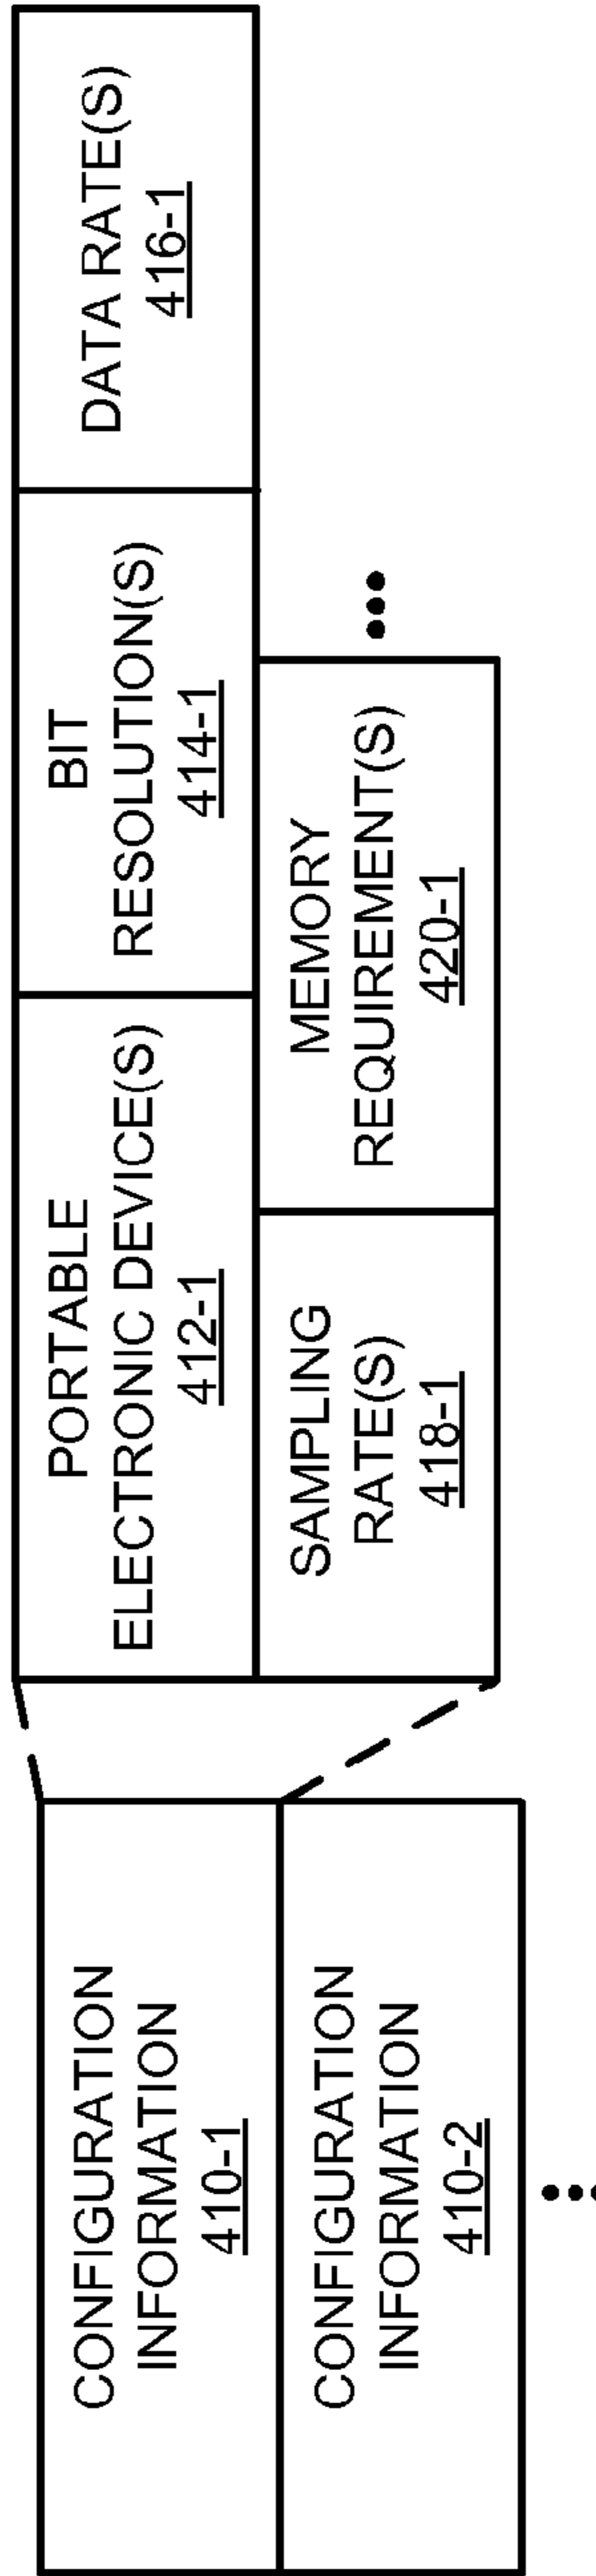 CONFIGURATION
INFORMATION
410-1
CONFIGURATION
INFORMATION
410-2
PORTABLE
ELECTRONIC DEVICE(S)
412-1
BIT
RESOLUTION(S)
414-1
DATA RATE(S)
416-1
SAMPLING
RATE(S)
418-1
MEMORY
REQUIREMENT(S)
420-1